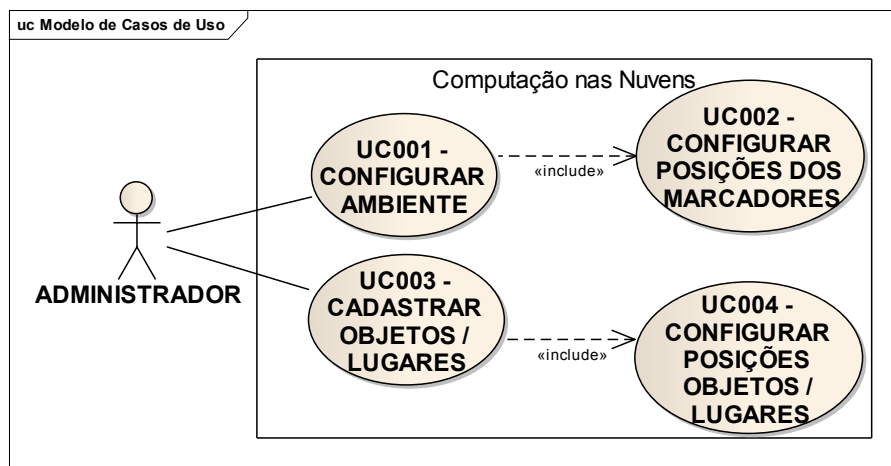 uc Modelo de Casos de Uso
Computação nas Nuvens
UC001 -
CONFIGURAR
AMBIENTE
«include»
UC002 -
CONFIGURAR
POSIÇÕES DOS
MARCADORES
ADMINISTRADOR
UC003 -
CADASTRAR
OBJETOS /
LUGARES
«include»
UC004 -
CONFIGURAR
POSIÇÕES
OBJETOS /
LUGARES